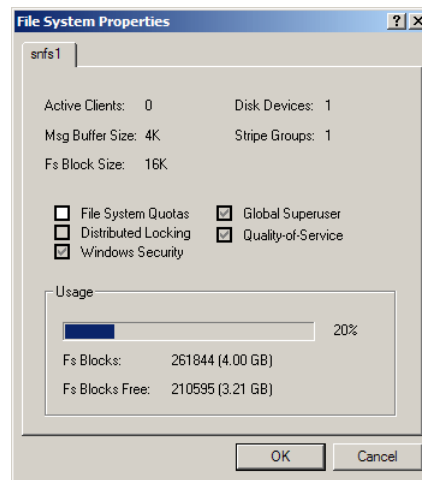 File System Properties
snfs1
Active Clients: 0 Disk Devices: 1
Msg Buffer Size: 4K Stripe Groups: 1
Fs Block Size: 16K
File System Quotas Global Superuser
Distributed Locking Quality-of-Service
Windows Security
Usage
20%
Fs Blocks: 261844 (4.00 GB)
Fs Blocks Free: 210595 (3.21 GB)
OK Cancel